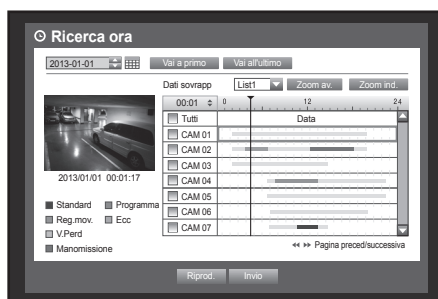 Ricerca ora
2013-01-01 Vai a primo Vai all'ultimo
Dati sovrapp List1 Zoom av. Zoom ind.
00:01 0 12 24
Tutti Data
CAM 01
CAM 02
CAM 03
CAM 04
CAM 05
CAM 06
CAM 07
2013/01/01 00:01:17
Standard Programma
Reg.mov. Ecc
V.Perd
Manomissione
Pagina preced/successiva
Riprod. Invio